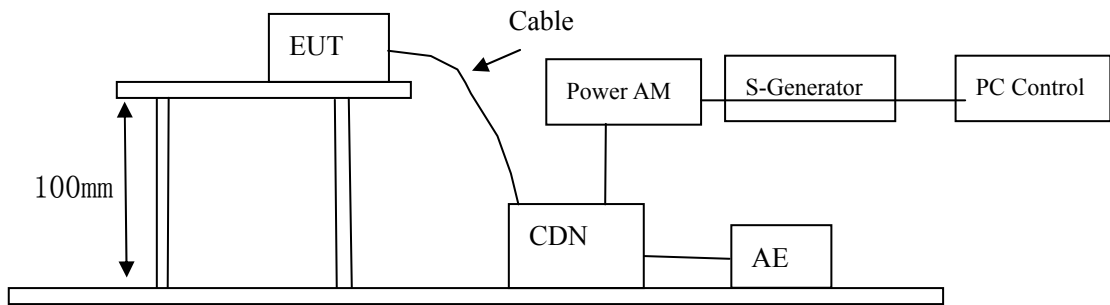 Cable
EUT
Power AM
S-Generator
PC Control
100mm
CDN
AE